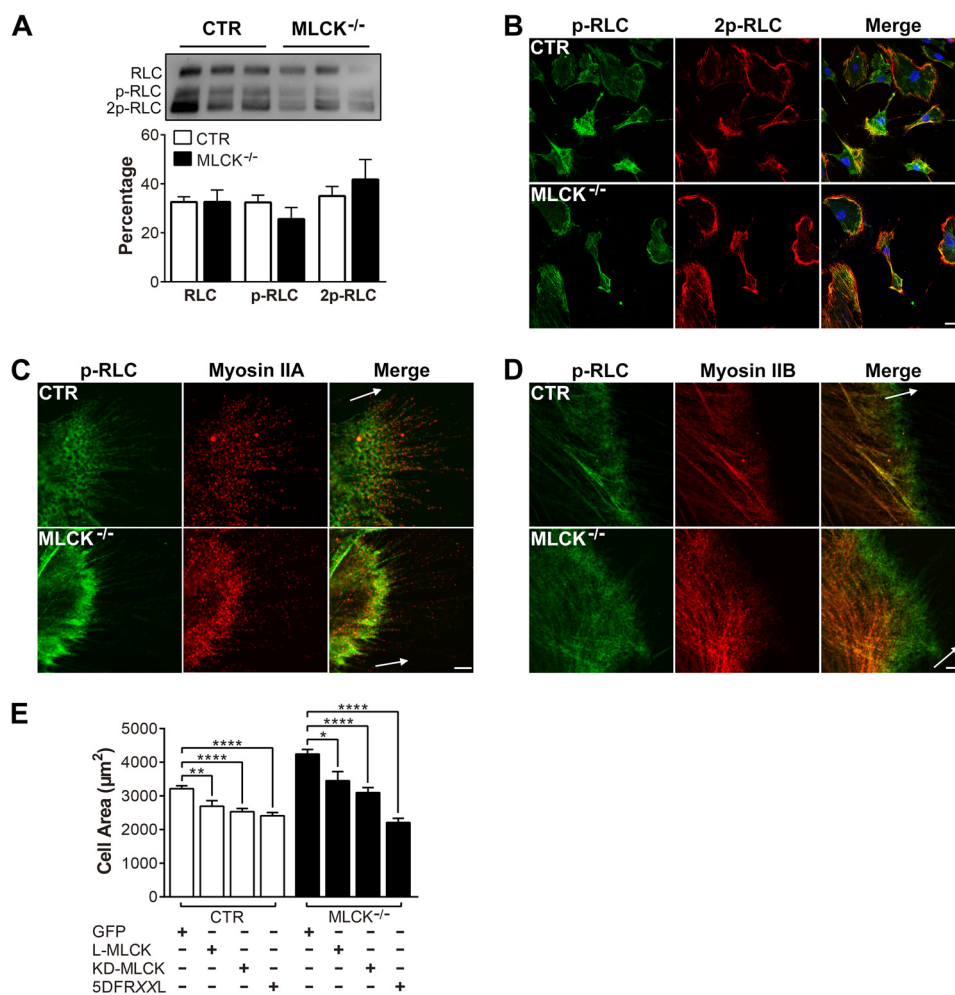 A
CTR MLCK-/-
RLC
p-RLC
2p-RLC
60
40
20
0
Percentage
CTR
MLCK-/-
RLC p-RLC 2p-RLC
B
p-RLC 2p-RLC Merge
CTR
MLCK-/-
C
p-RLC Myosin IIA Merge
CTR
MLCK-/-
D
p-RLC Myosin IIB Merge
CTR
MLCK-/-
E
Cell Area (µm²)
5000
4000
3000
2000
1000
0
****
****
**
****
****
*
CTR MLCK-/-
GFP + - - - + - - -
L-MLCK - + - - - + - -
KD-MLCK - - + - - - + -
5DFRXXL - - - + - - - +